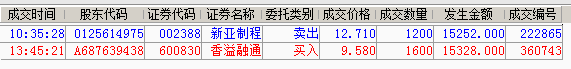 成交时间 股东代码 证券代码 证券名称 委托类别 成交价格 成交数量 发生金额 成交编号
10:35:28 0125614975 002388 新亚制程 卖出 12.710 1200 15252.000 222865
13:45:21 A687639438 600830 香溢融通 买入 9.580 1600 15328.000 360743